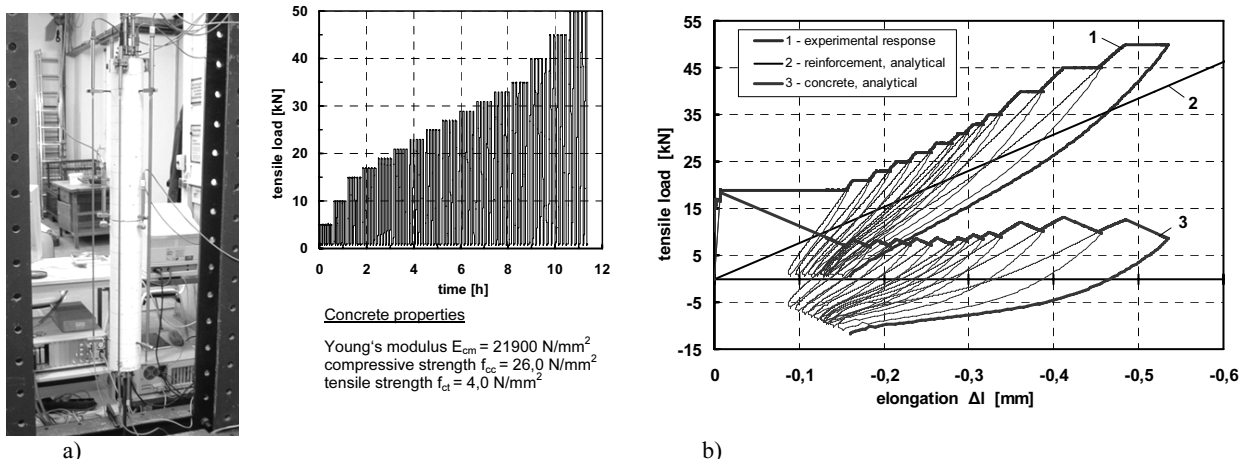 50
40
30
20
10
0
tensile load [kN]
0 2 4 6 8 10 12
time [h]
Concrete properties
Young‘s modulus Ecm = 21900 N/mm²
compressive strength fcc = 26,0 N/mm²
tensile strength fct = 4,0 N/mm²
a)
55
45
35
25
15
5
-5
-15
tensile load [kN]
1 - experimental response
2 - reinforcement, analytical
3 - concrete, analytical
1
2
3
0 -0,1 -0,2 -0,3 -0,4 -0,5 -0,6
elongation Δl [mm]
b)